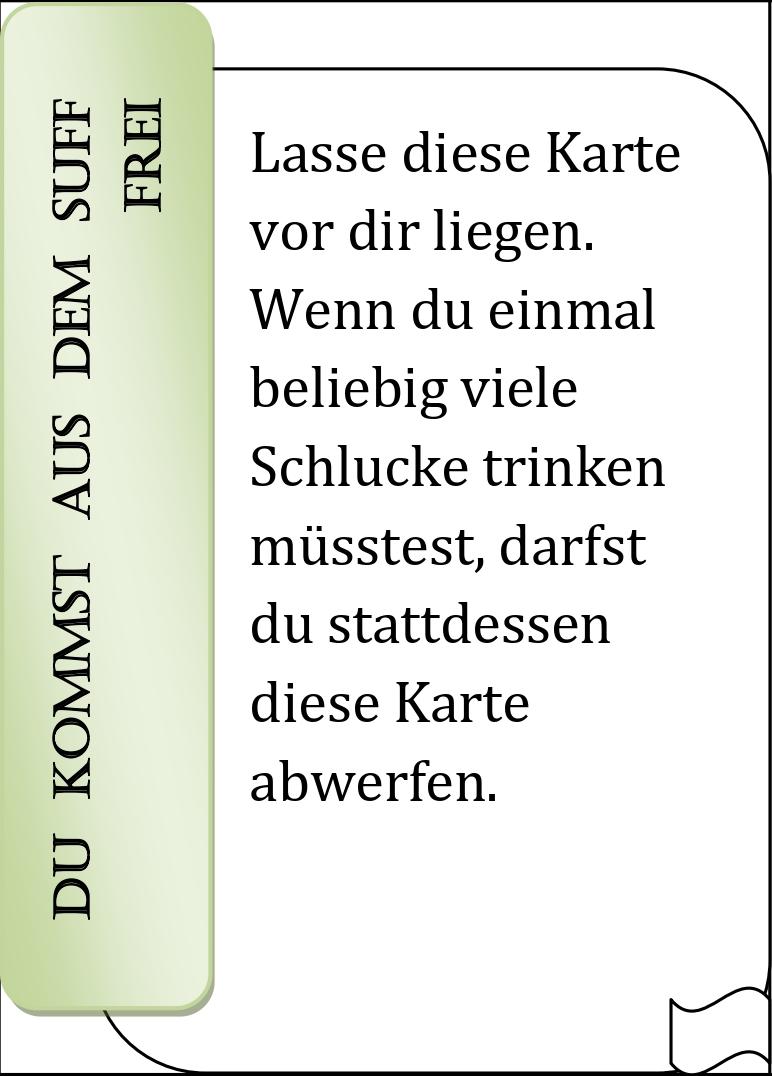 DU KOMMST AUS DEM SUFF
FREI
Lasse diese Karte
vor dir liegen.
Wenn du einmal
beliebig viele
Schlucke trinken
müsstest, darfst
du stattdessen
diese Karte
abwerfen.